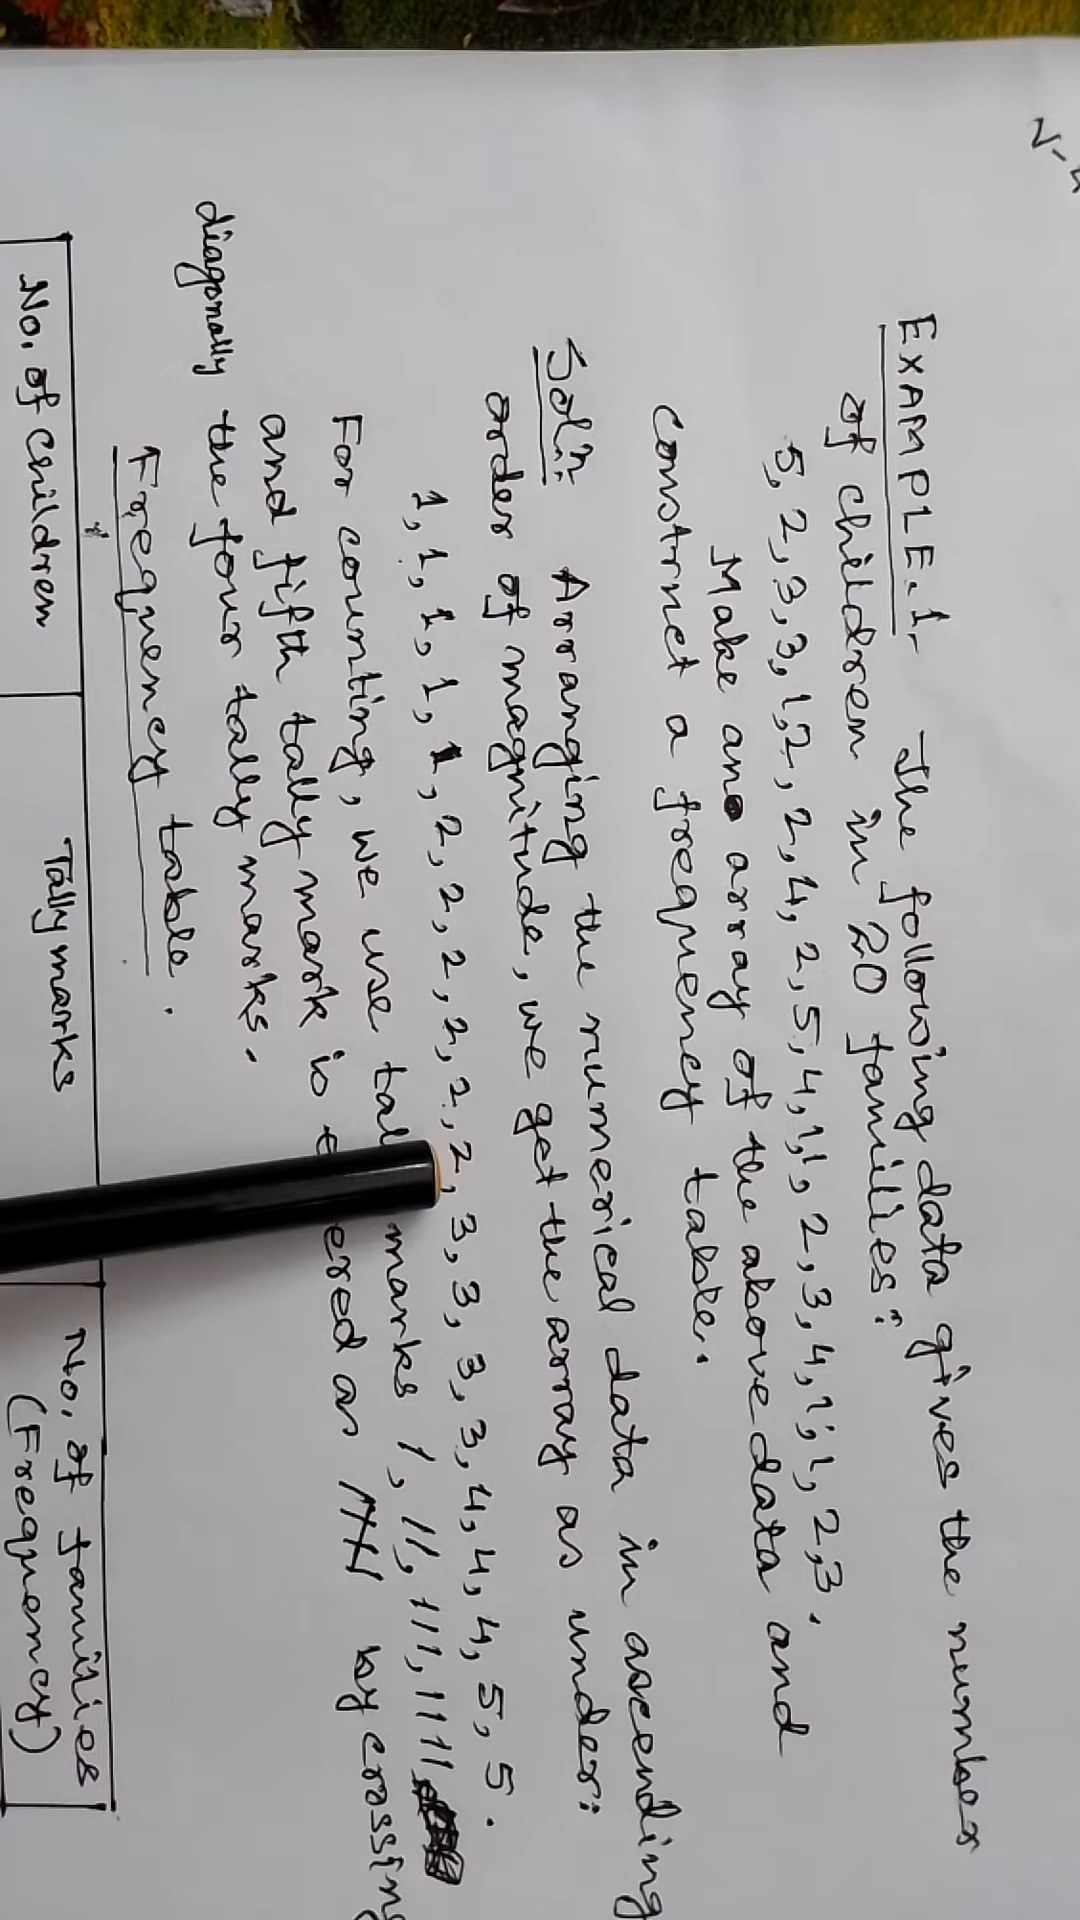 N-4
EXAMPLE.1- The following data gives the number
of children in 20 families:
5, 2, 3, 3, 1, 2, 2, 4, 2, 5, 4, 1, 1, 2, 3, 4, 1, 1, 2, 3.
Make an array of the above data and
construct a frequency table.
Soln: Arranging the numerical data in ascending
order of magnitude, we get the array as under:
1, 1, 1, 1, 1, 2, 2, 2, 2, 2, 2, 3, 3, 3, 3, 4, 4, 4, 5, 5.
For counting, we use marks 1, 11, 111, 1111
and fifth tally mark is by crossing
diagonally the four tally marks.
Frequency table.
No. of children
Tally marks
No. of families
(Frequency)